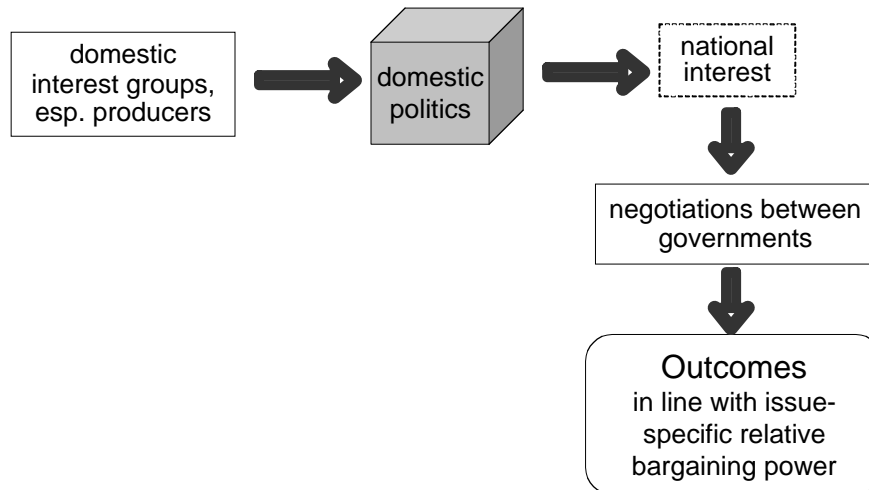 domestic
interest groups,
esp. producers
domestic
politics
national
interest
negotiations between
governments
Outcomes
in line with issue-
specific relative
bargaining power